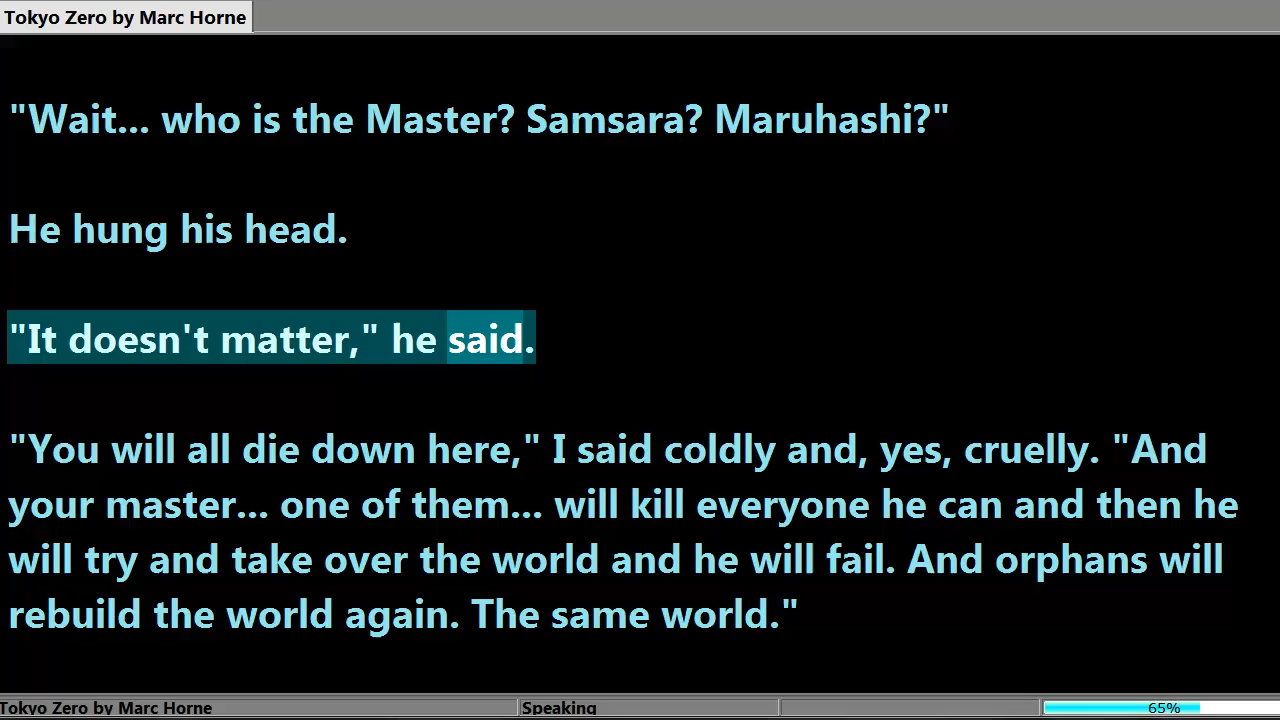 Tokyo Zero by Marc Horne
"Wait... who is the Master? Samsara? Maruhashi?"
He hung his head.
"It doesn't matter," he said.
"You will all die down here," I said coldly and, yes, cruelly. "And
your master... one of them... will kill everyone he can and then he
will try and take over the world and he will fail. And orphans will
rebuild the world again. The same world."
Tokyo Zero by Marc Horne
Speaking
65%